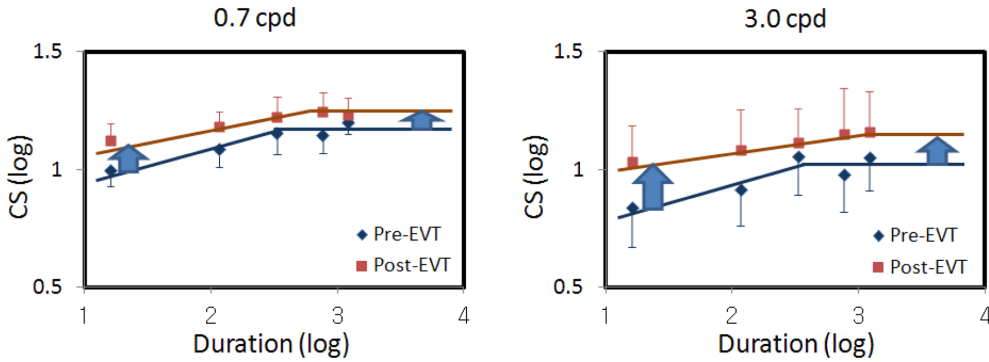 0.7 cpd
1.5
1
0.5
CS (log)
Pre-EVT
Post-EVT
1 2 3 4
Duration (log)
3.0 cpd
1.5
1
0.5
CS (log)
Pre-EVT
Post-EVT
1 2 3 4
Duration (log)